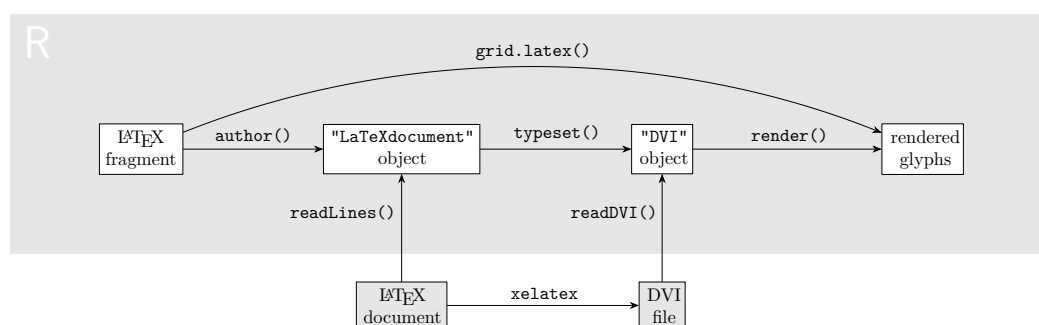 R
grid.latex()
LaTeX
fragment
author()
"LaTeXdocument"
object
typeset()
"DVI"
object
render()
rendered
glyphs
readLines()
readDVI()
LaTeX
document
xelatex
DVI
file